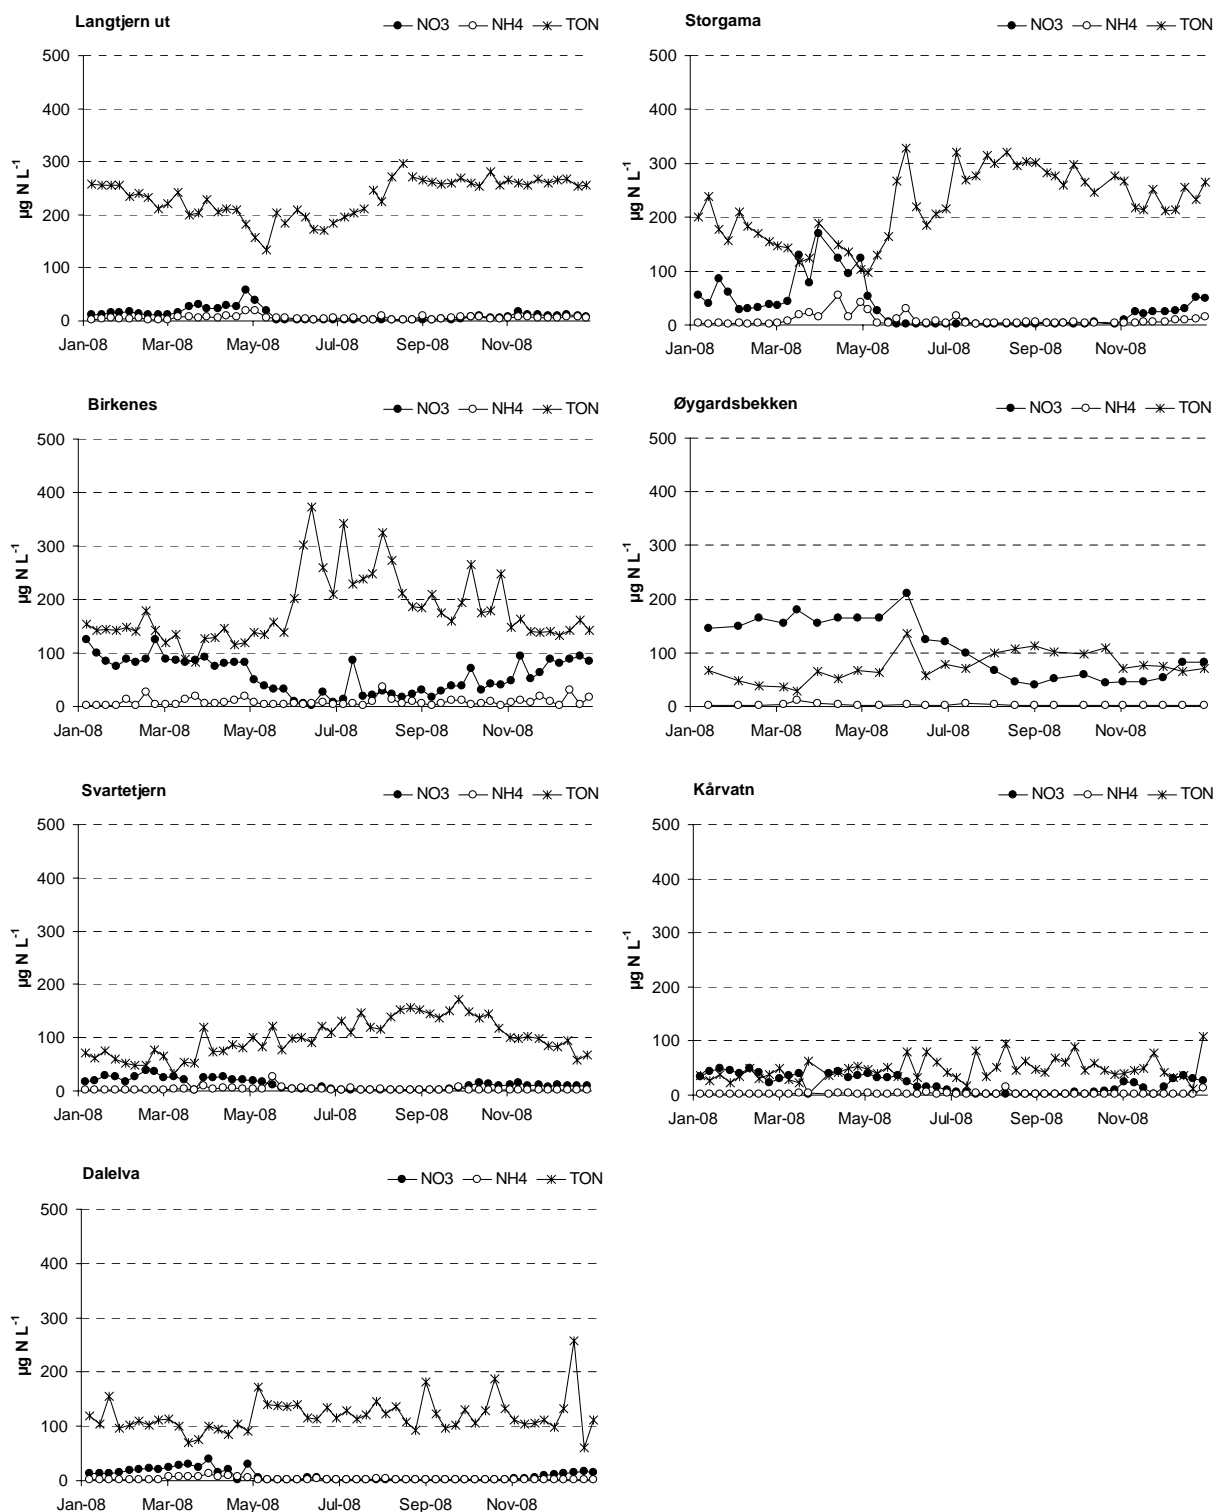 Langtjern ut
NO3 NH4 TON
500
400
300
200
100
0
µg N L-1
Jan-08 Mar-08 May-08 Jul-08 Sep-08 Nov-08
Storgama
NO3 NH4 TON
500
400
300
200
100
0
µg N L-1
Jan-08 Mar-08 May-08 Jul-08 Sep-08 Nov-08
Birkenes
NO3 NH4 TON
500
400
300
200
100
0
µg N L-1
Jan-08 Mar-08 May-08 Jul-08 Sep-08 Nov-08
Øygardsbekken
NO3 NH4 TON
500
400
300
200
100
0
µg N L-1
Jan-08 Mar-08 May-08 Jul-08 Sep-08 Nov-08
Svartetjern
NO3 NH4 TON
500
400
300
200
100
0
µg N L-1
Jan-08 Mar-08 May-08 Jul-08 Sep-08 Nov-08
Kårvatn
NO3 NH4 TON
500
400
300
200
100
0
µg N L-1
Jan-08 Mar-08 May-08 Jul-08 Sep-08 Nov-08
Dalelva
NO3 NH4 TON
500
400
300
200
100
0
µg N L-1
Jan-08 Mar-08 May-08 Jul-08 Sep-08 Nov-08